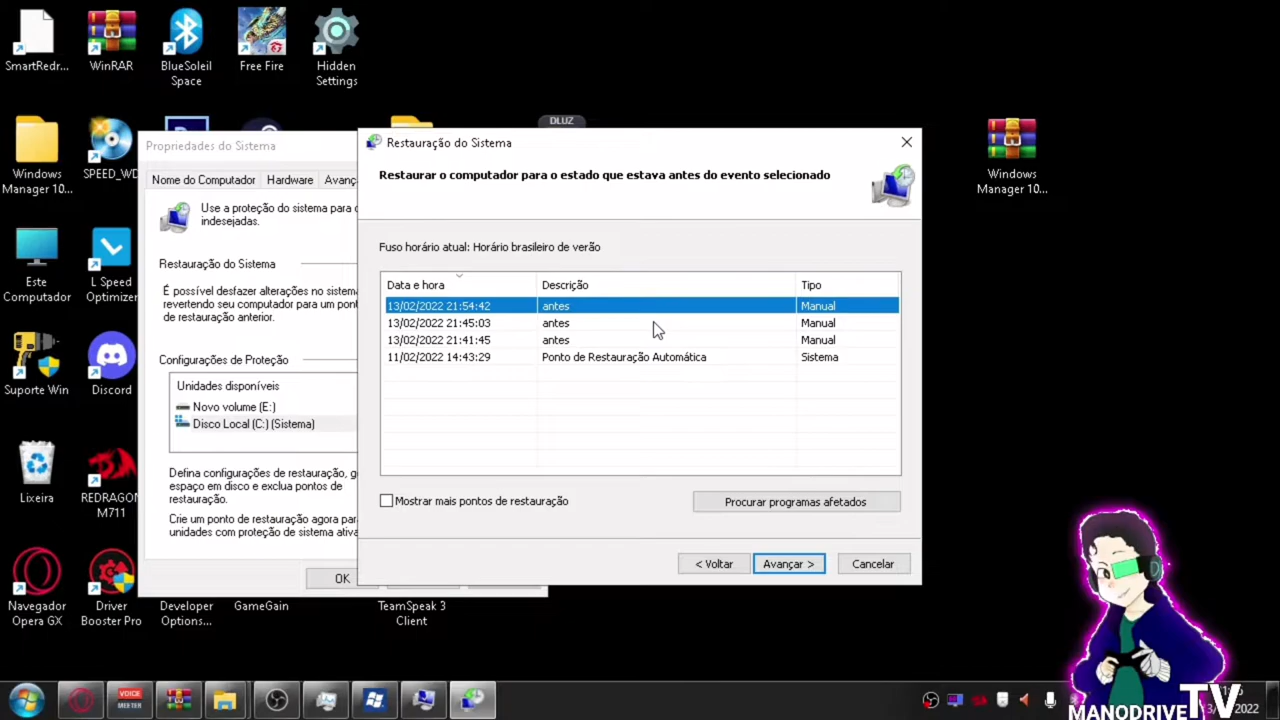 SmartRedr...
WinRAR
BlueSoleil
Space
Free Fire
Hidden
Settings
Windows
Manager 10...
SPEED_WD
DLUZ
Windows
Manager 10...
Propriedades do Sistema
Nome do Computador
Hardware
Avanç
Use a proteção do sistema para d
indesejadas.
Restauração do Sistema
É possível desfazer alterações no sistema
revertendo seu computador para um pont
de restauração anterior.
Configurações de Proteção
Unidades disponíveis
Novo volume (E:)
Disco Local (C:) (Sistema)
Defina configurações de restauração, g
espaço em disco e exclua pontos de
restauração.
Crie um ponto de restauração agora para
unidades com proteção de sistema ativa
OK
Restauração do Sistema
Restaurar o computador para o estado que estava antes do evento selecionado
Fuso horário atual: Horário brasileiro de verão
Data e hora Descrição Tipo
13/02/2022 21:54:42 antes Manual
13/02/2022 21:45:03 antes Manual
13/02/2022 21:41:45 antes Manual
11/02/2022 14:43:29 Ponto de Restauração Automática Sistema
Mostrar mais pontos de restauração
Procurar programas afetados
< Voltar
Avançar >
Cancelar
Este
Computador
L Speed
Optimizer
Suporte Win
Discord
Lixeira
REDRAGON
M711
Navegador
Opera GX
Driver
Booster Pro
Developer
Options...
GameGain
TeamSpeak 3
Client
VOICE
MEETER
MANODRIVE TV
2022